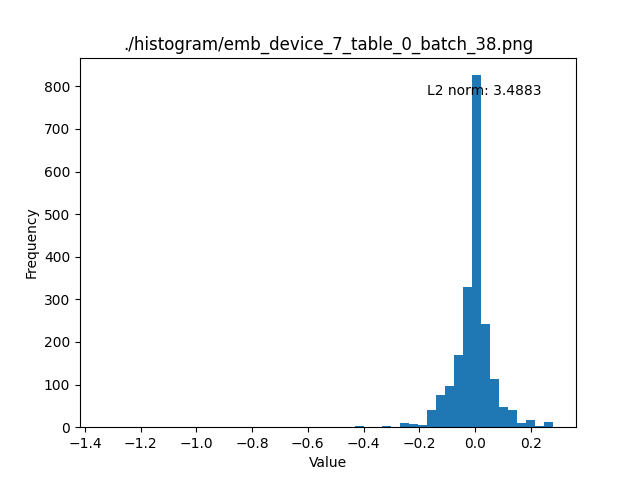 ./histogram/emb_device_7_table_0_batch_38.png
L2 norm: 3.4883
800
700
600
500
400
300
200
100
0
Frequency
−1.4 −1.2 −1.0 −0.8 −0.6 −0.4 −0.2 0.0 0.2
Value